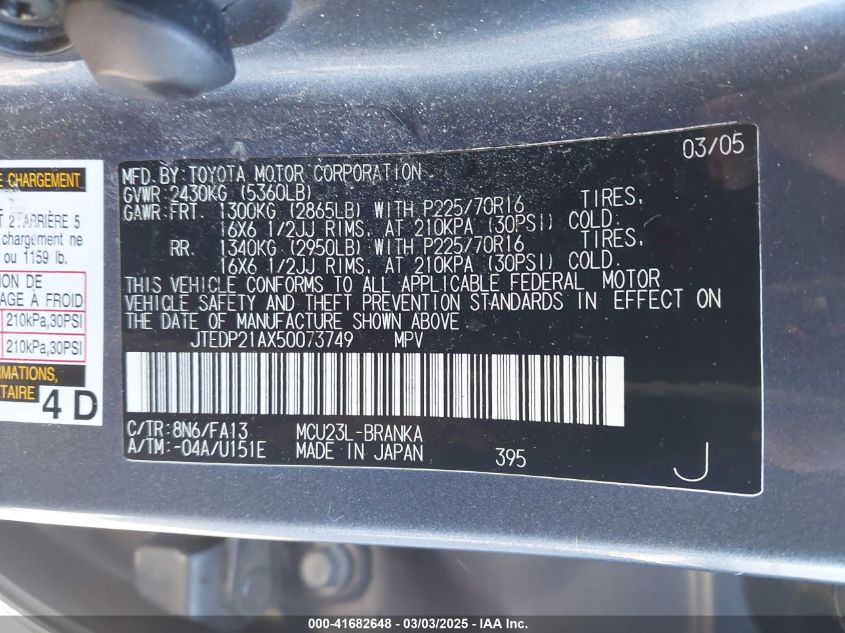 E CHARGEMENT
ARRIÈRE 5
chargement ne
ou 1159 lb.
ION DE
AGE À FROID
210kPa,30PSI
210kPa,30PSI
RMATIONS,
TAIRE
4 D
03/05
MFD. BY: TOYOTA MOTOR CORPORATION
GVWR: 2430KG (5360LB)
GAWR: FRT. 1300KG (2865LB) WITH P225/70R16 TIRES,
16X6 1/2JJ RIMS, AT 210KPA (30PSI) COLD.
RR. 1340KG (2950LB) WITH P225/70R16 TIRES,
16X6 1/2JJ RIMS, AT 210KPA (30PSI) COLD.
THIS VEHICLE CONFORMS TO ALL APPLICABLE FEDERAL MOTOR
VEHICLE SAFETY AND THEFT PREVENTION STANDARDS IN EFFECT ON
THE DATE OF MANUFACTURE SHOWN ABOVE
JTEDP21AX50073749 MPV
C/TR: 8N6/FA13 MCU23L-BRANKA
A/TM: -04A/U151E MADE IN JAPAN 395
J
000-41682648 - 03/03/2025 - IAA Inc.